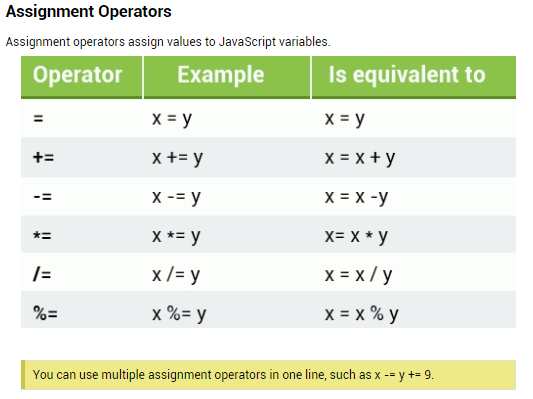 Assignment Operators
Assignment operators assign values to JavaScript variables.
Operator Example Is equivalent to
= x = y x = y
+= x += y x = x + y
-= x -= y x = x -y
*= x *= y x= x * y
/= x /= y x = x / y
%= x %= y x = x % y
You can use multiple assignment operators in one line, such as x -= y += 9.